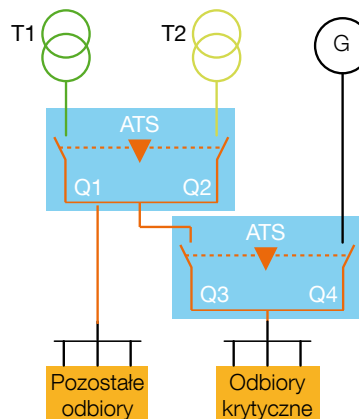 T1
T2
G
ATS
Q1
Q2
ATS
Q3
Q4
Pozostałe
odbiory
Odbiory
krytyczne